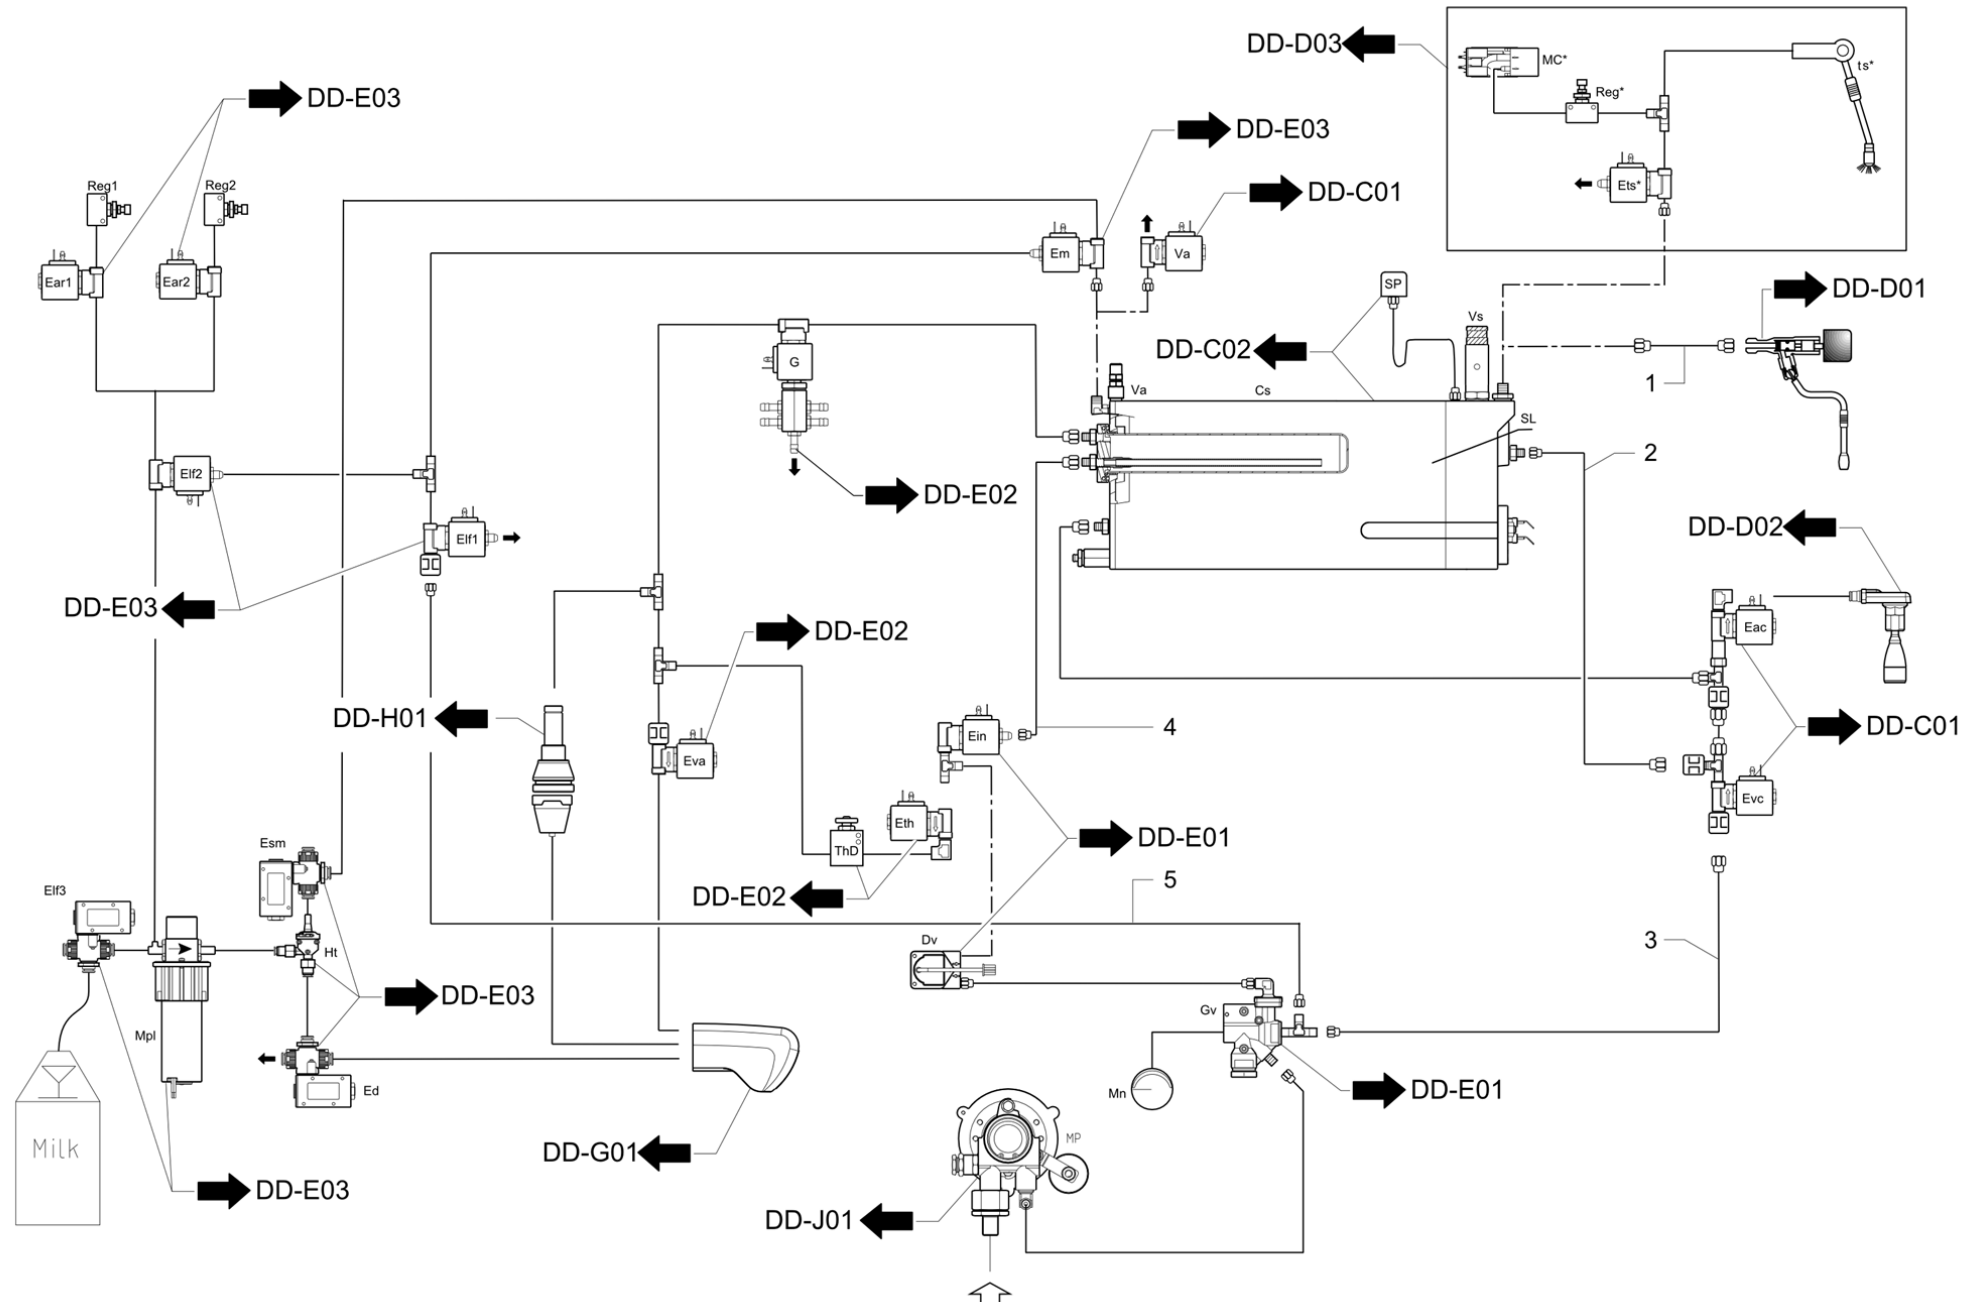 DD-D03
MC*
ts*
Reg*
DD-E03
DD-E03
Ets*
Reg1
Reg2
DD-C01
Em
Va
Ear1
Ear2
SP
DD-D01
Vs
DD-C02
G
1
Va
Cs
SL
2
Elf2
DD-E02
DD-D02
Elf1
DD-E03
Eac
DD-E02
DD-H01
4
DD-C01
Ein
Eva
Evc
Eth
DD-E01
Esm
ThD
5
Elf3
DD-E02
3
Dv
Ht
DD-E03
Gv
Mpl
Ed
Mn
DD-E01
MP
Milk
DD-G01
DD-E03
DD-J01